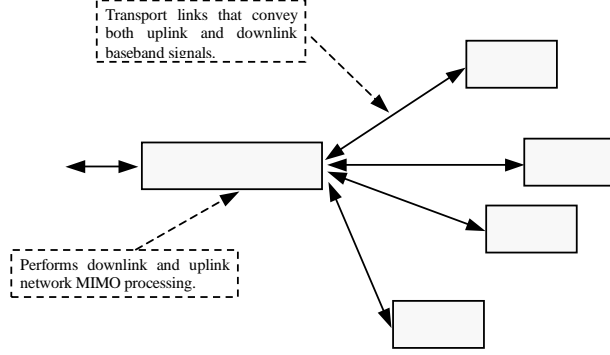 Transport links that convey
both uplink and downlink
baseband signals.
Performs downlink and uplink
network MIMO processing.